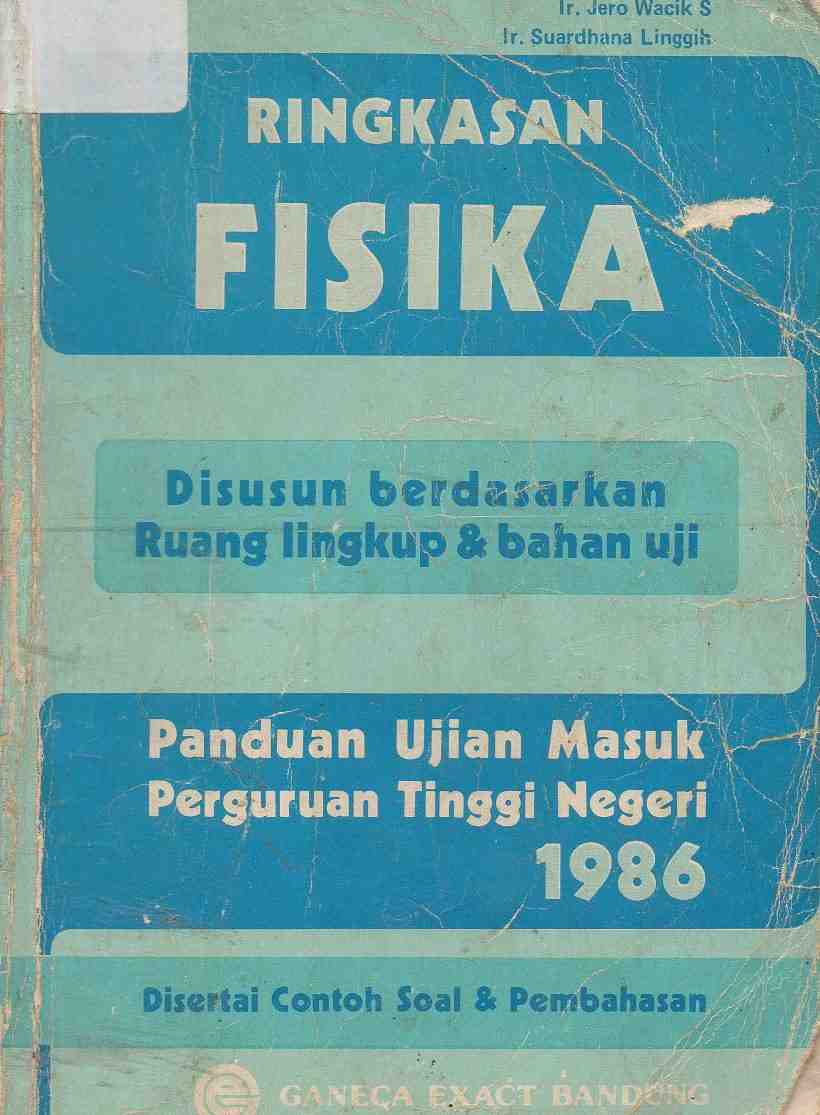 Ir. Jero Wacik S
Ir. Suardhana Linggih
RINGKASAN
FISIKA
Disusun berdasarkan
Ruang lingkup & bahan uji
Panduan Ujian Masuk
Perguruan Tinggi Negeri
1986
Disertai Contoh Soal & Pembahasan
GANEÇA EXACT BANDUNG